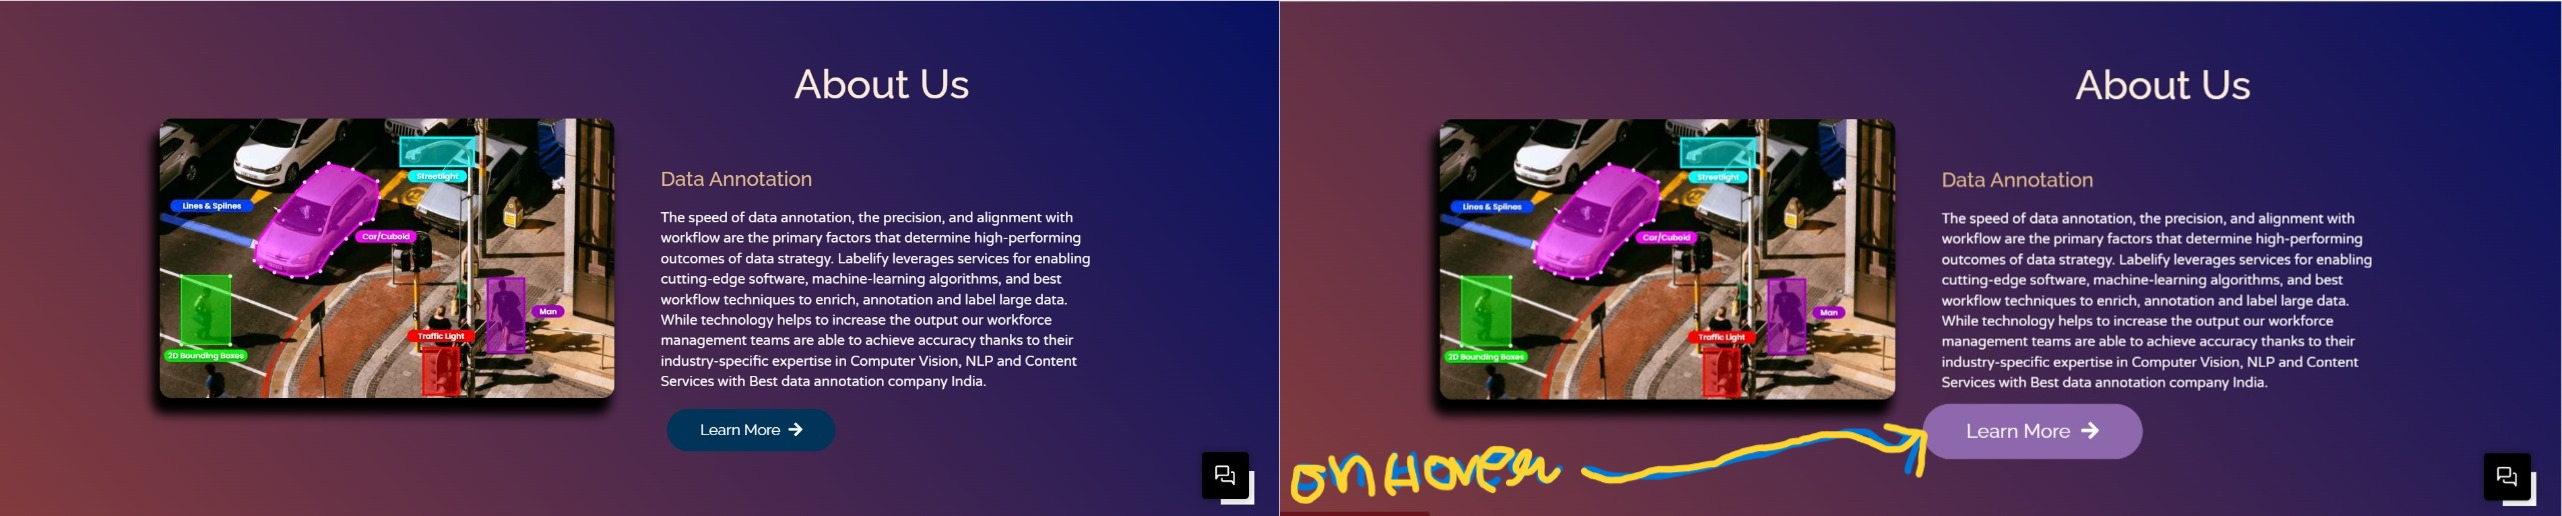 About Us
Streetlight
Lines & Splines
Car/Cuboid
Man
Traffic Light
2D Bounding Boxes
Data Annotation
The speed of data annotation, the precision, and alignment with
workflow are the primary factors that determine high-performing
outcomes of data strategy. Labelify leverages services for enabling
cutting-edge software, machine-learning algorithms, and best
workflow techniques to enrich, annotation and label large data.
While technology helps to increase the output our workforce
management teams are able to achieve accuracy thanks to their
industry-specific expertise in Computer Vision, NLP and Content
Services with Best data annotation company India.
Learn More
About Us
Streetlight
Lines & Splines
Car/Cuboid
Man
Traffic Light
2D Bounding Boxes
Data Annotation
The speed of data annotation, the precision, and alignment with
workflow are the primary factors that determine high-performing
outcomes of data strategy. Labelify leverages services for enabling
cutting-edge software, machine-learning algorithms, and best
workflow techniques to enrich, annotation and label large data.
While technology helps to increase the output our workforce
management teams are able to achieve accuracy thanks to their
industry-specific expertise in Computer Vision, NLP and Content
Services with Best data annotation company India.
Learn More
on Hover